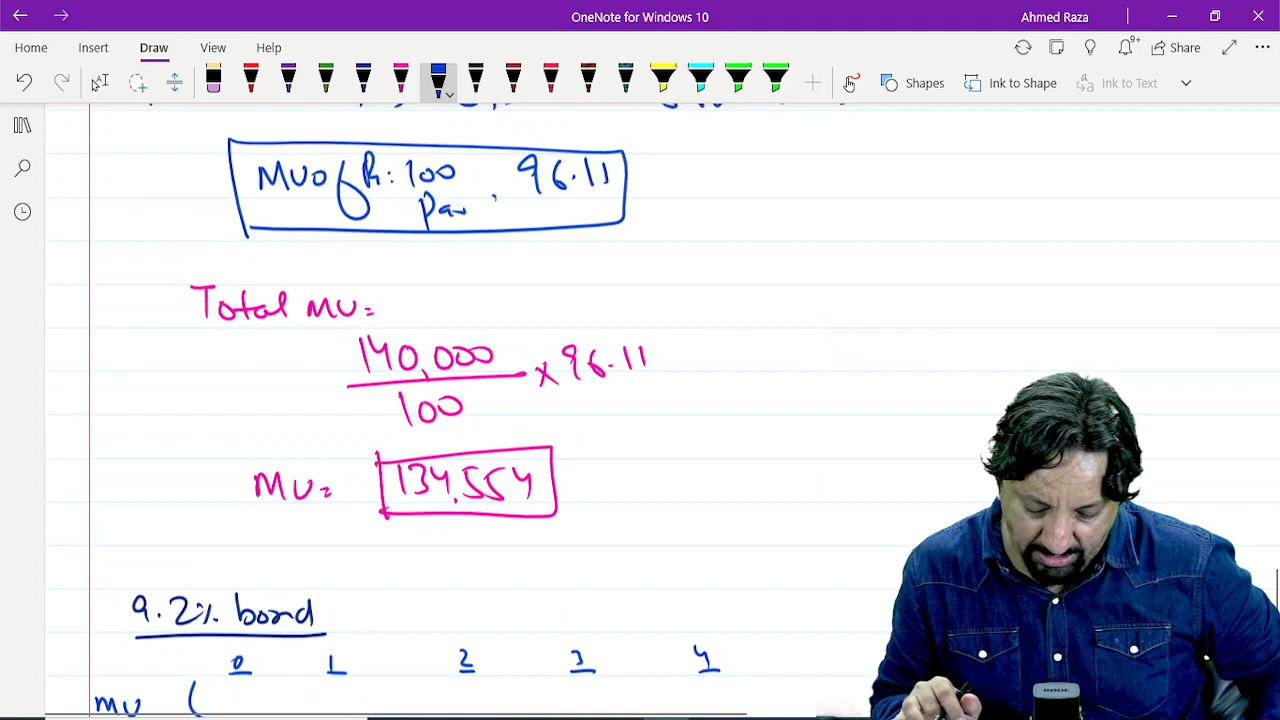 OneNote for Windows 10
Ahmed Raza
Home Insert Draw View Help
9+
Share
Shapes Ink to Shape Ink to Text
MV of Rs: 100 96.11
Par
Total MV=
140,000
× 96.11
100
MV= 134,554
9.2% bond
0 1 2 3 4
MV (
RODE